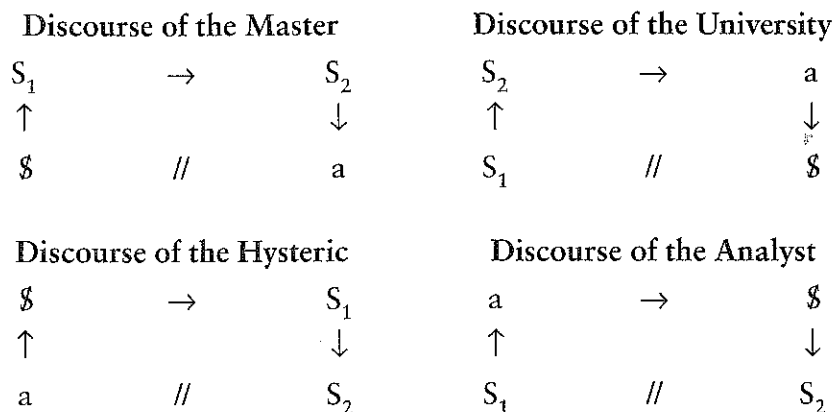 Discourse of the Master
S₁ → S₂
↑ ↓
$ // a
Discourse of the University
S₂ → a
↑ ↓
S₁ // $
Discourse of the Hysteric
$ → S₁
↑ ↓
a // S₂
Discourse of the Analyst
a → $
↑ ↓
S₁ // S₂